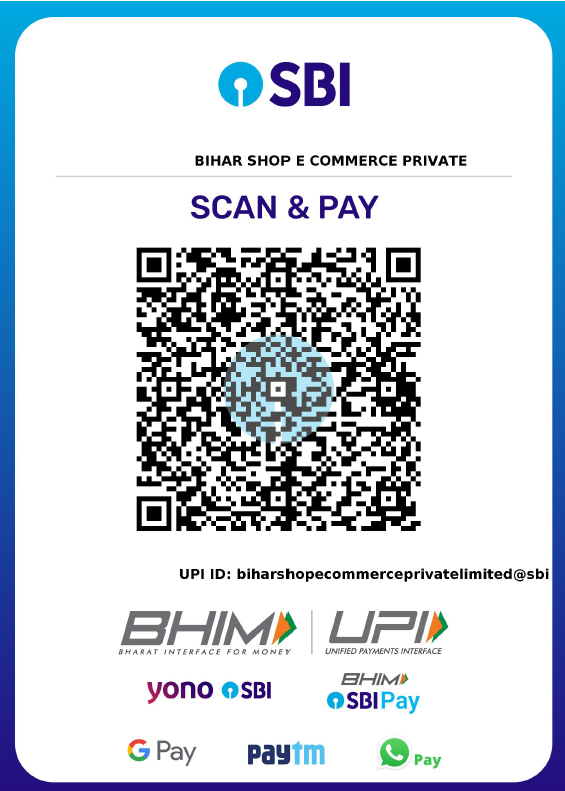 SBI
BIHAR SHOP E COMMERCE PRIVATE
SCAN & PAY
UPI ID: biharshopecommerceprivatelimited@sbi
BHIM UPI
BHARAT INTERFACE FOR MONEY UNIFIED PAYMENTS INTERFACE
yono SBI BHIM
SBI Pay
G Pay paytm Pay